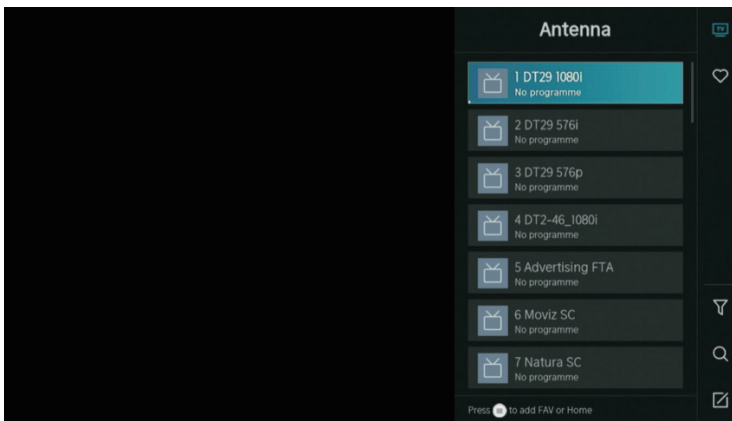 Antenna
TV
1 DT29 1080i
No programme
2 DT29 576i
No programme
3 DT29 576p
No programme
4 DT2-46_1080i
No programme
5 Advertising FTA
No programme
6 Moviz SC
No programme
7 Natura SC
No programme
Press to add FAV or Home